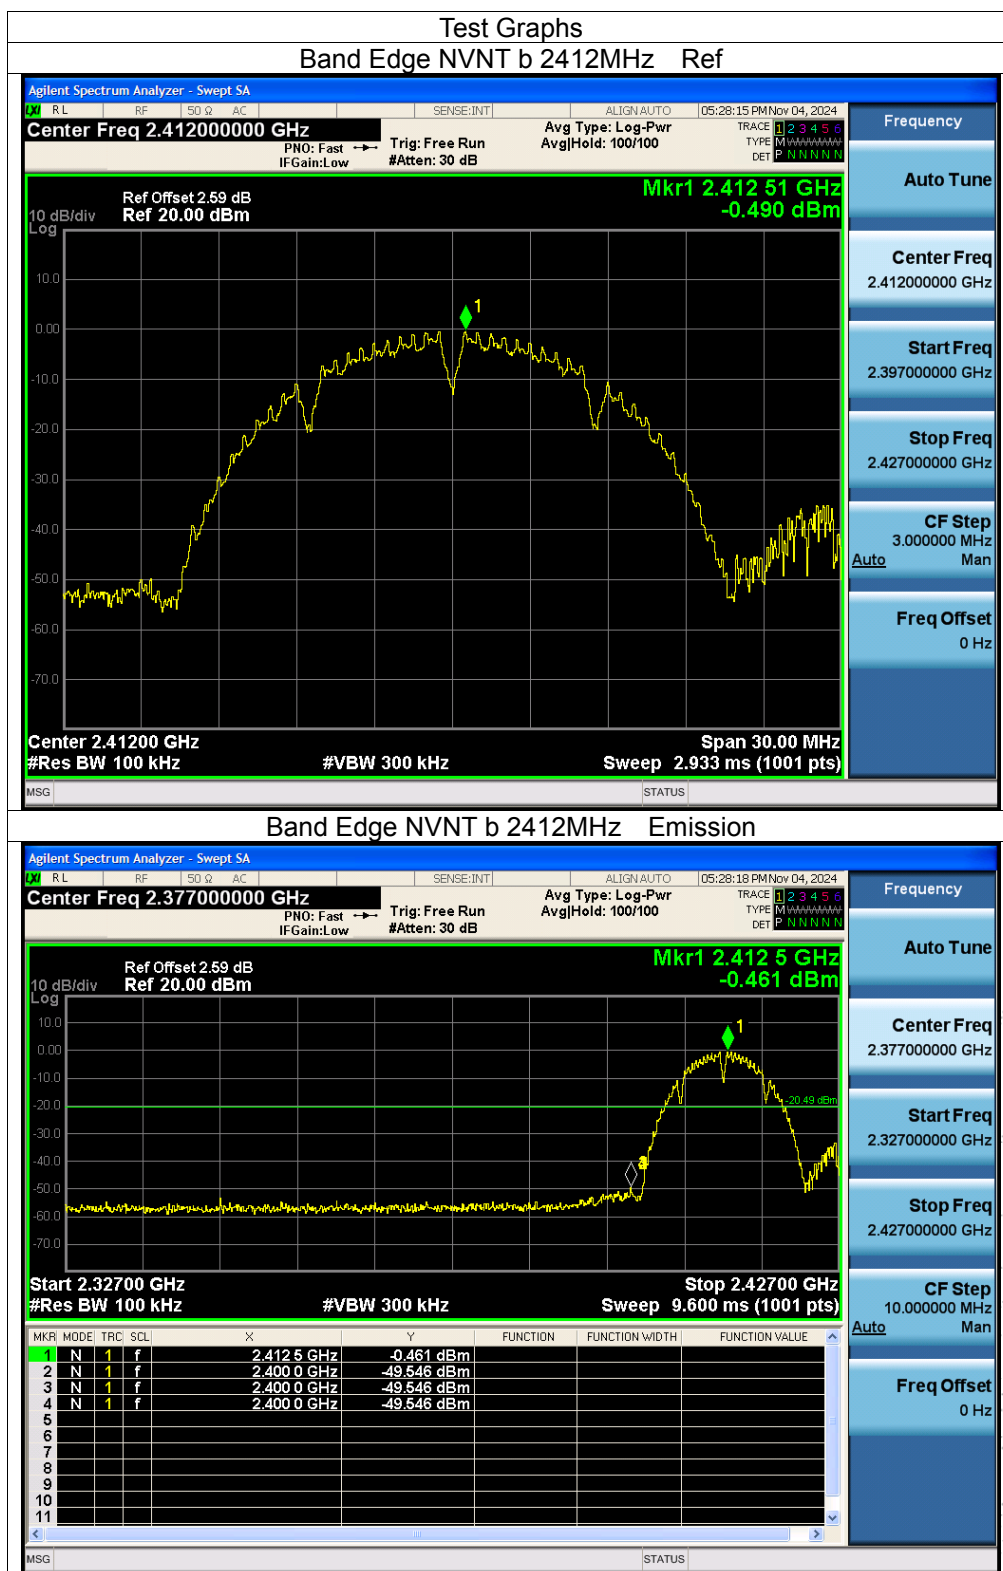 Test Graphs
Band Edge NVNT b 2412MHz Ref
Agilent Spectrum Analyzer - Swept SA
LXI RL RF 50 Ω AC SENSE:INT ALIGN AUTO 05:28:15 PM Nov 04, 2024
Center Freq 2.412000000 GHz
PNO: Fast
IFGain:Low
Trig: Free Run
#Atten: 30 dB
Avg Type: Log-Pwr
Avg|Hold: 100/100
TRACE 1 2 3 4 5 6
TYPE M WWWWW
DET P N N N N N
Frequency
Auto Tune
Center Freq
2.412000000 GHz
Start Freq
2.397000000 GHz
Stop Freq
2.427000000 GHz
CF Step
3.000000 MHz
Auto Man
Freq Offset
0 Hz
Mkr1 2.412 51 GHz
-0.490 dBm
Ref Offset 2.59 dB
10 dB/div Ref 20.00 dBm
Log
1
10.0
0.00
-10.0
-20.0
-30.0
-40.0
-50.0
-60.0
-70.0
Center 2.41200 GHz Span 30.00 MHz
#Res BW 100 kHz #VBW 300 kHz Sweep 2.933 ms (1001 pts)
MSG STATUS
Band Edge NVNT b 2412MHz Emission
Agilent Spectrum Analyzer - Swept SA
LXI RL RF 50 Ω AC SENSE:INT ALIGN AUTO 05:28:18 PM Nov 04, 2024
Center Freq 2.377000000 GHz
PNO: Fast
IFGain:Low
Trig: Free Run
#Atten: 30 dB
Avg Type: Log-Pwr
Avg|Hold: 100/100
TRACE 1 2 3 4 5 6
TYPE M WWWWW
DET P N N N N N
Frequency
Auto Tune
Center Freq
2.377000000 GHz
Start Freq
2.327000000 GHz
Stop Freq
2.427000000 GHz
CF Step
10.000000 MHz
Auto Man
Freq Offset
0 Hz
Mkr1 2.412 5 GHz
-0.461 dBm
Ref Offset 2.59 dB
10 dB/div Ref 20.00 dBm
Log
1
10.0
0.00
-10.0
-20.0
-20.49 dBm
-30.0
-40.0
-50.0
-60.0
-70.0
Start 2.32700 GHz Stop 2.42700 GHz
#Res BW 100 kHz #VBW 300 kHz Sweep 9.600 ms (1001 pts)
MKR MODE TRC SCL X Y FUNCTION FUNCTION WIDTH FUNCTION VALUE
1 N 1 f 2.412 5 GHz -0.461 dBm
2 N 1 f 2.400 0 GHz -49.546 dBm
3 N 1 f 2.400 0 GHz -49.546 dBm
4 N 1 f 2.400 0 GHz -49.546 dBm
5
6
7
8
9
10
11
MSG STATUS